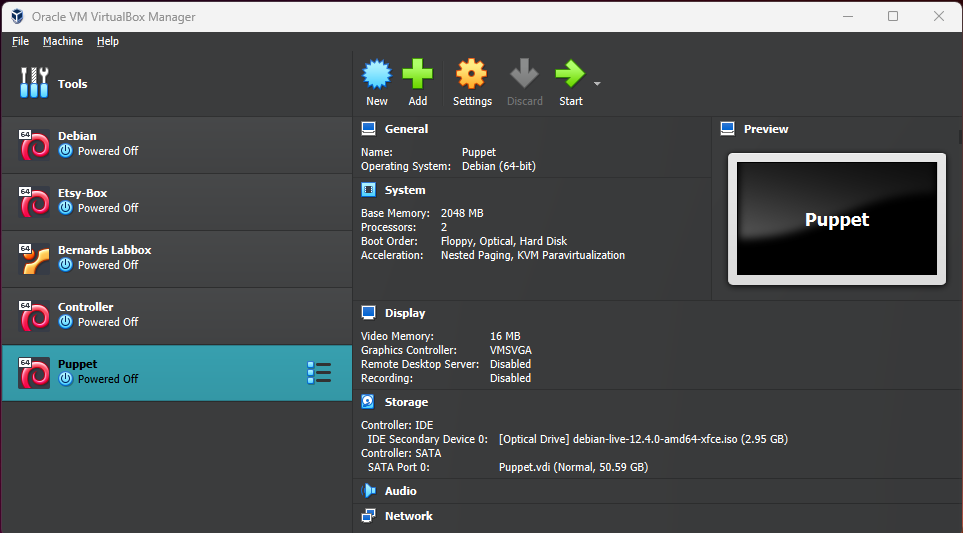 Oracle VM VirtualBox Manager
File Machine Help
Tools
New Add Settings Discard Start
64 Debian
Powered Off
64 Etsy-Box
Powered Off
64 Bernards Labbox
Powered Off
64 Controller
Powered Off
64 Puppet
Powered Off
General
Name: Puppet
Operating System: Debian (64-bit)
System
Base Memory: 2048 MB
Processors: 2
Boot Order: Floppy, Optical, Hard Disk
Acceleration: Nested Paging, KVM Paravirtualization
Preview
Puppet
Display
Video Memory: 16 MB
Graphics Controller: VMSVGA
Remote Desktop Server: Disabled
Recording: Disabled
Storage
Controller: IDE
IDE Secondary Device 0: [Optical Drive] debian-live-12.4.0-amd64-xfce.iso (2.95 GB)
Controller: SATA
SATA Port 0: Puppet.vdi (Normal, 50.59 GB)
Audio
Network